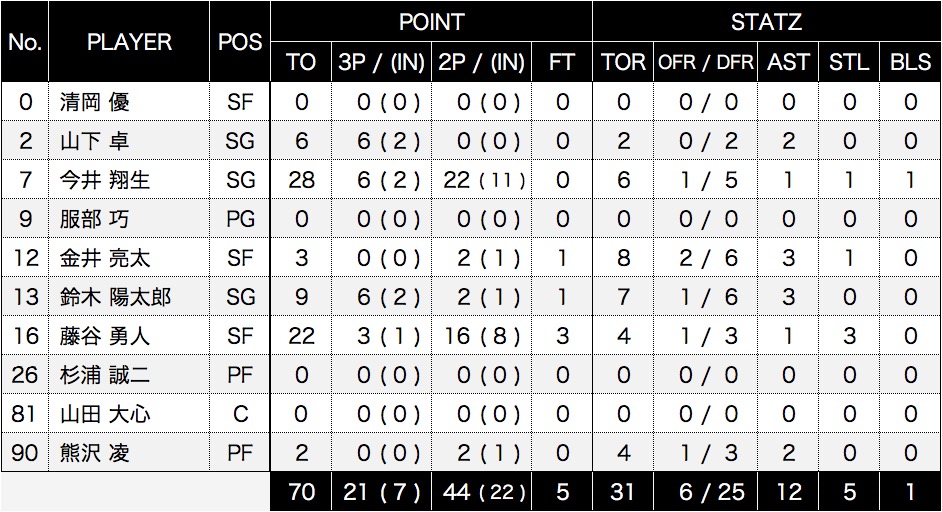 No. PLAYER POS POINT STATZ
TO 3P / (IN) 2P / (IN) FT TOR OFR / DFR AST STL BLS
0 清岡 優 SF 0 0 ( 0 ) 0 ( 0 ) 0 0 0 / 0 0 0 0
2 山下 卓 SG 6 6 ( 2 ) 0 ( 0 ) 0 2 0 / 2 2 0 0
7 今井 翔生 SG 28 6 ( 2 ) 22 ( 11 ) 0 6 1 / 5 1 1 1
9 服部 巧 PG 0 0 ( 0 ) 0 ( 0 ) 0 0 0 / 0 0 0 0
12 金井 亮太 SF 3 0 ( 0 ) 2 ( 1 ) 1 8 2 / 6 3 1 0
13 鈴木 陽太郎 SG 9 6 ( 2 ) 2 ( 1 ) 1 7 1 / 6 3 0 0
16 藤谷 勇人 SF 22 3 ( 1 ) 16 ( 8 ) 3 4 1 / 3 1 3 0
26 杉浦 誠二 PF 0 0 ( 0 ) 0 ( 0 ) 0 0 0 / 0 0 0 0
81 山田 大心 C 0 0 ( 0 ) 0 ( 0 ) 0 0 0 / 0 0 0 0
90 熊沢 凌 PF 2 0 ( 0 ) 2 ( 1 ) 0 4 1 / 3 2 0 0
70 21 ( 7 ) 44 ( 22 ) 5 31 6 / 25 12 5 1